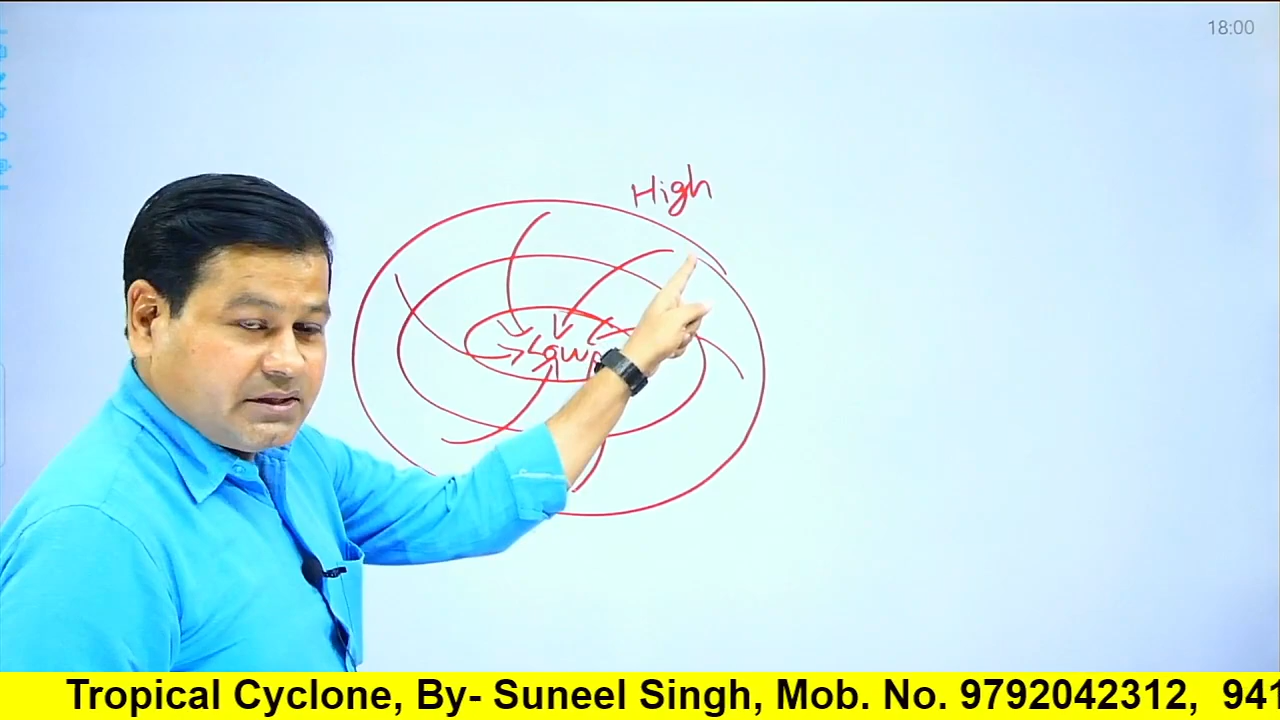 18:00
High
Low
Tropical Cyclone, By- Suneel Singh, Mob. No. 9792042312, 941